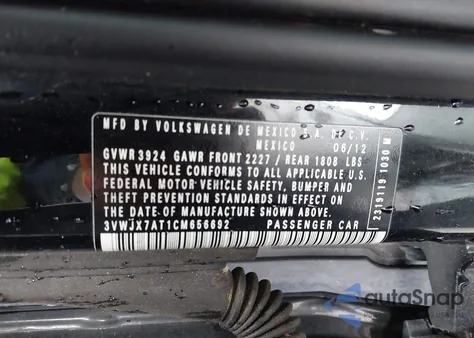 MFD BY VOLKSWAGEN DE MEXICO S.A. DE C.V.
MEXICO 06/12
GVWR 3924 GAWR FRONT 2227 / REAR 1808 LBS
THIS VEHICLE CONFORMS TO ALL APPLICABLE U.S.
FEDERAL MOTOR VEHICLE SAFETY, BUMPER AND
THEFT PREVENTION STANDARDS IN EFFECT ON
THE DATE OF MANUFACTURE SHOWN ABOVE.
3VWJX7AT1CM656692 PASSENGER CAR
2319119 1030 M
autoSnap